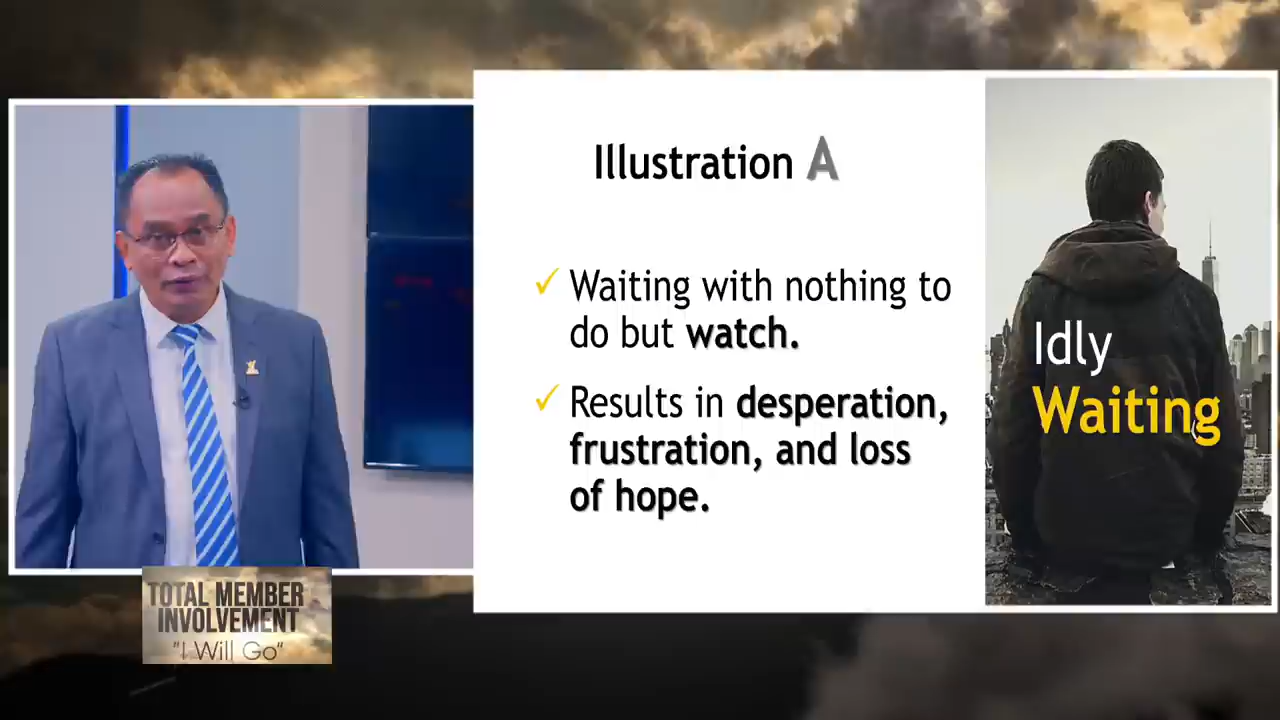 Illustration A
✓ Waiting with nothing to
do but watch.
✓ Results in desperation,
frustration, and loss
of hope.
Idly
Waiting
TOTAL MEMBER
INVOLVEMENT
"I Will Go"